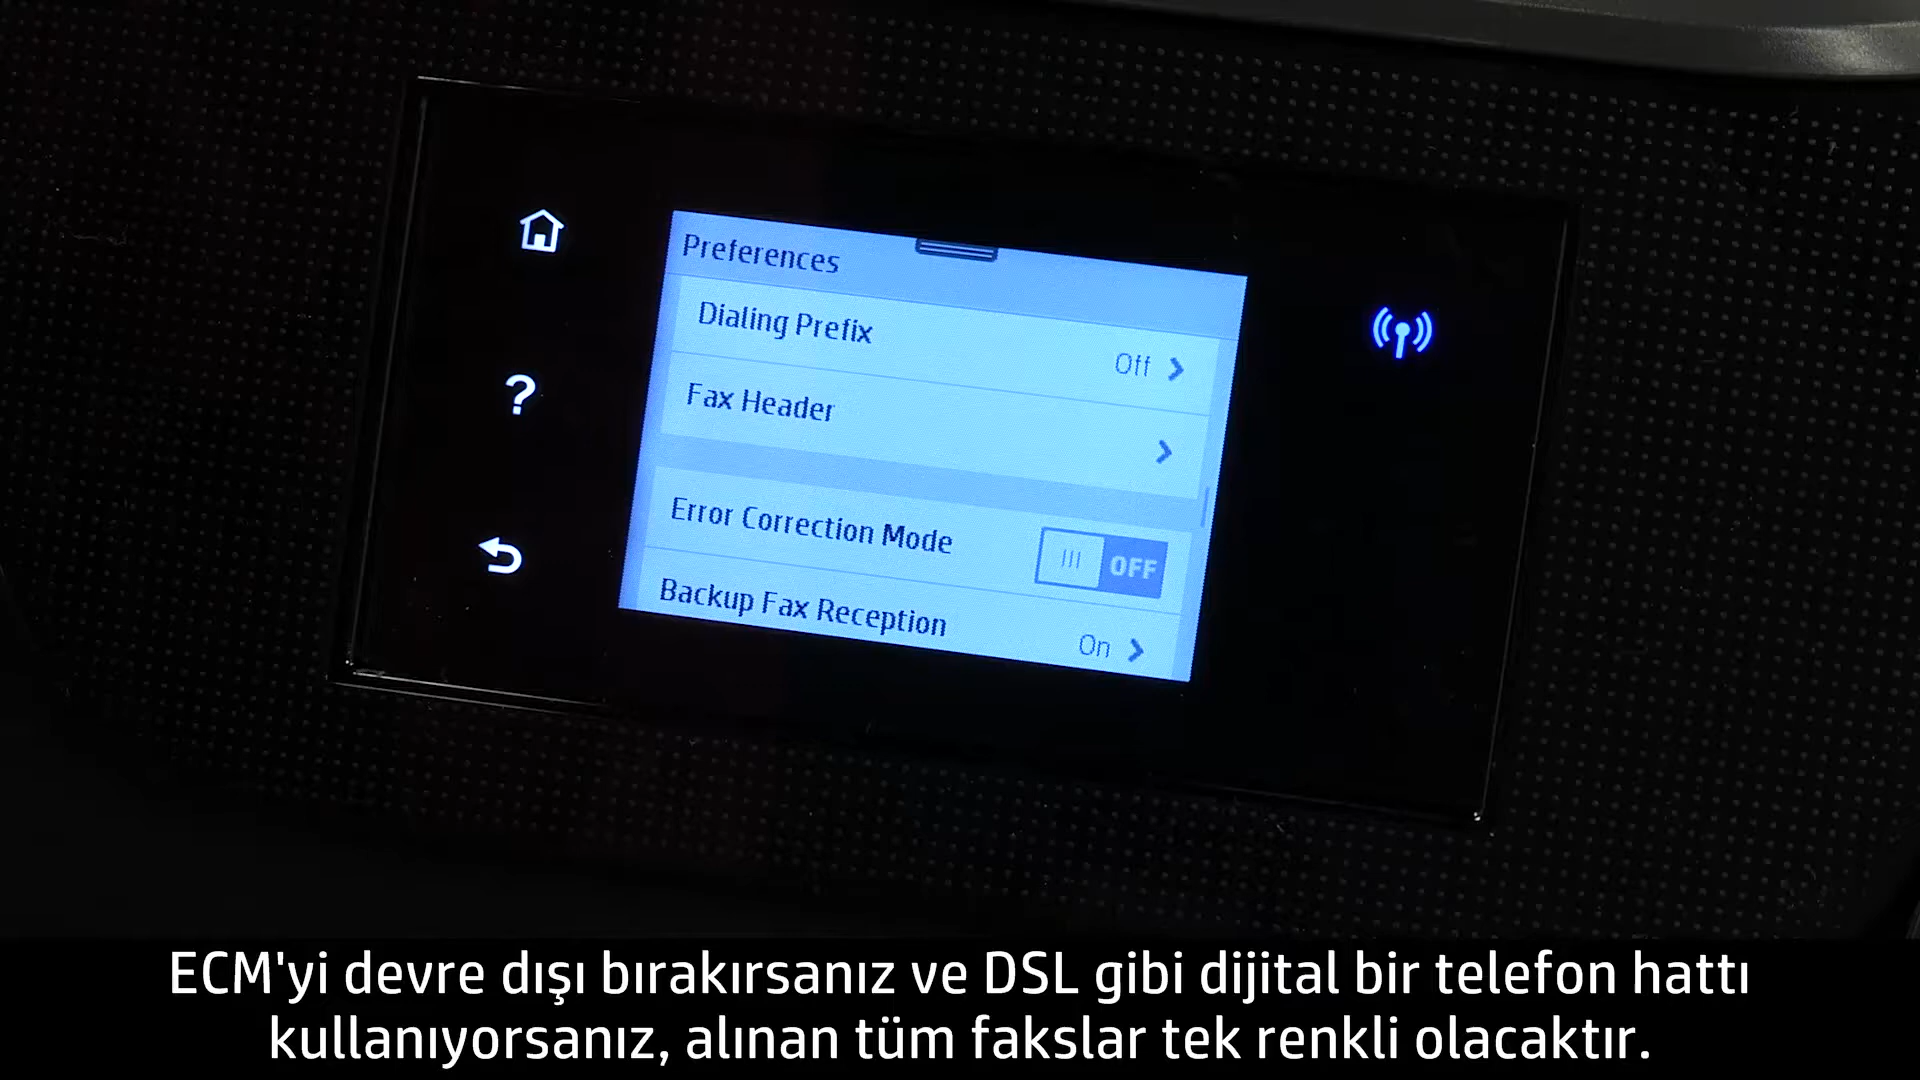 Preferences
Dialing Prefix
Off
Fax Header
Error Correction Mode
OFF
Backup Fax Reception
On
?
ECM'yi devre dışı bırakırsanız ve DSL gibi dijital bir telefon hattı
kullanıyorsanız, alınan tüm fakslar tek renkli olacaktır.